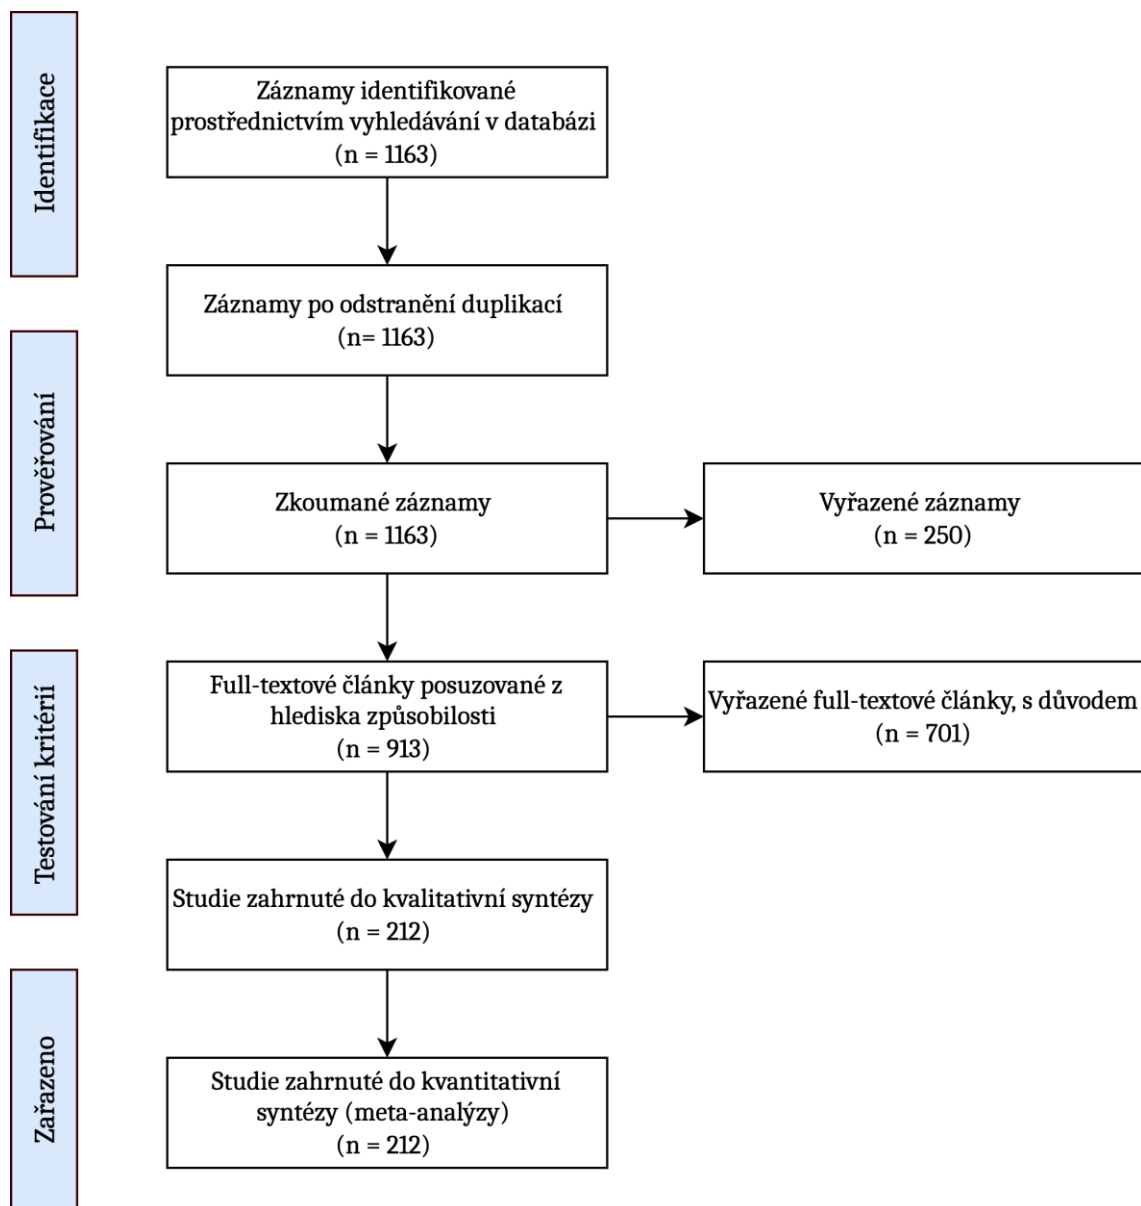 Identifikace
Záznamy identifikované
prostřednictvím vyhledávání v databázi
(n = 1163)
Záznamy po odstranění duplikací
(n= 1163)
Prověřování
Zkoumané záznamy
(n = 1163)
Vyřazené záznamy
(n = 250)
Testování kritérií
Full-textové články posuzované z
hlediska způsobilosti
(n = 913)
Vyřazené full-textové články, s důvodem
(n = 701)
Studie zahrnuté do kvalitativní syntézy
(n = 212)
Zařazeno
Studie zahrnuté do kvantitativní
syntézy (meta-analýzy)
(n = 212)